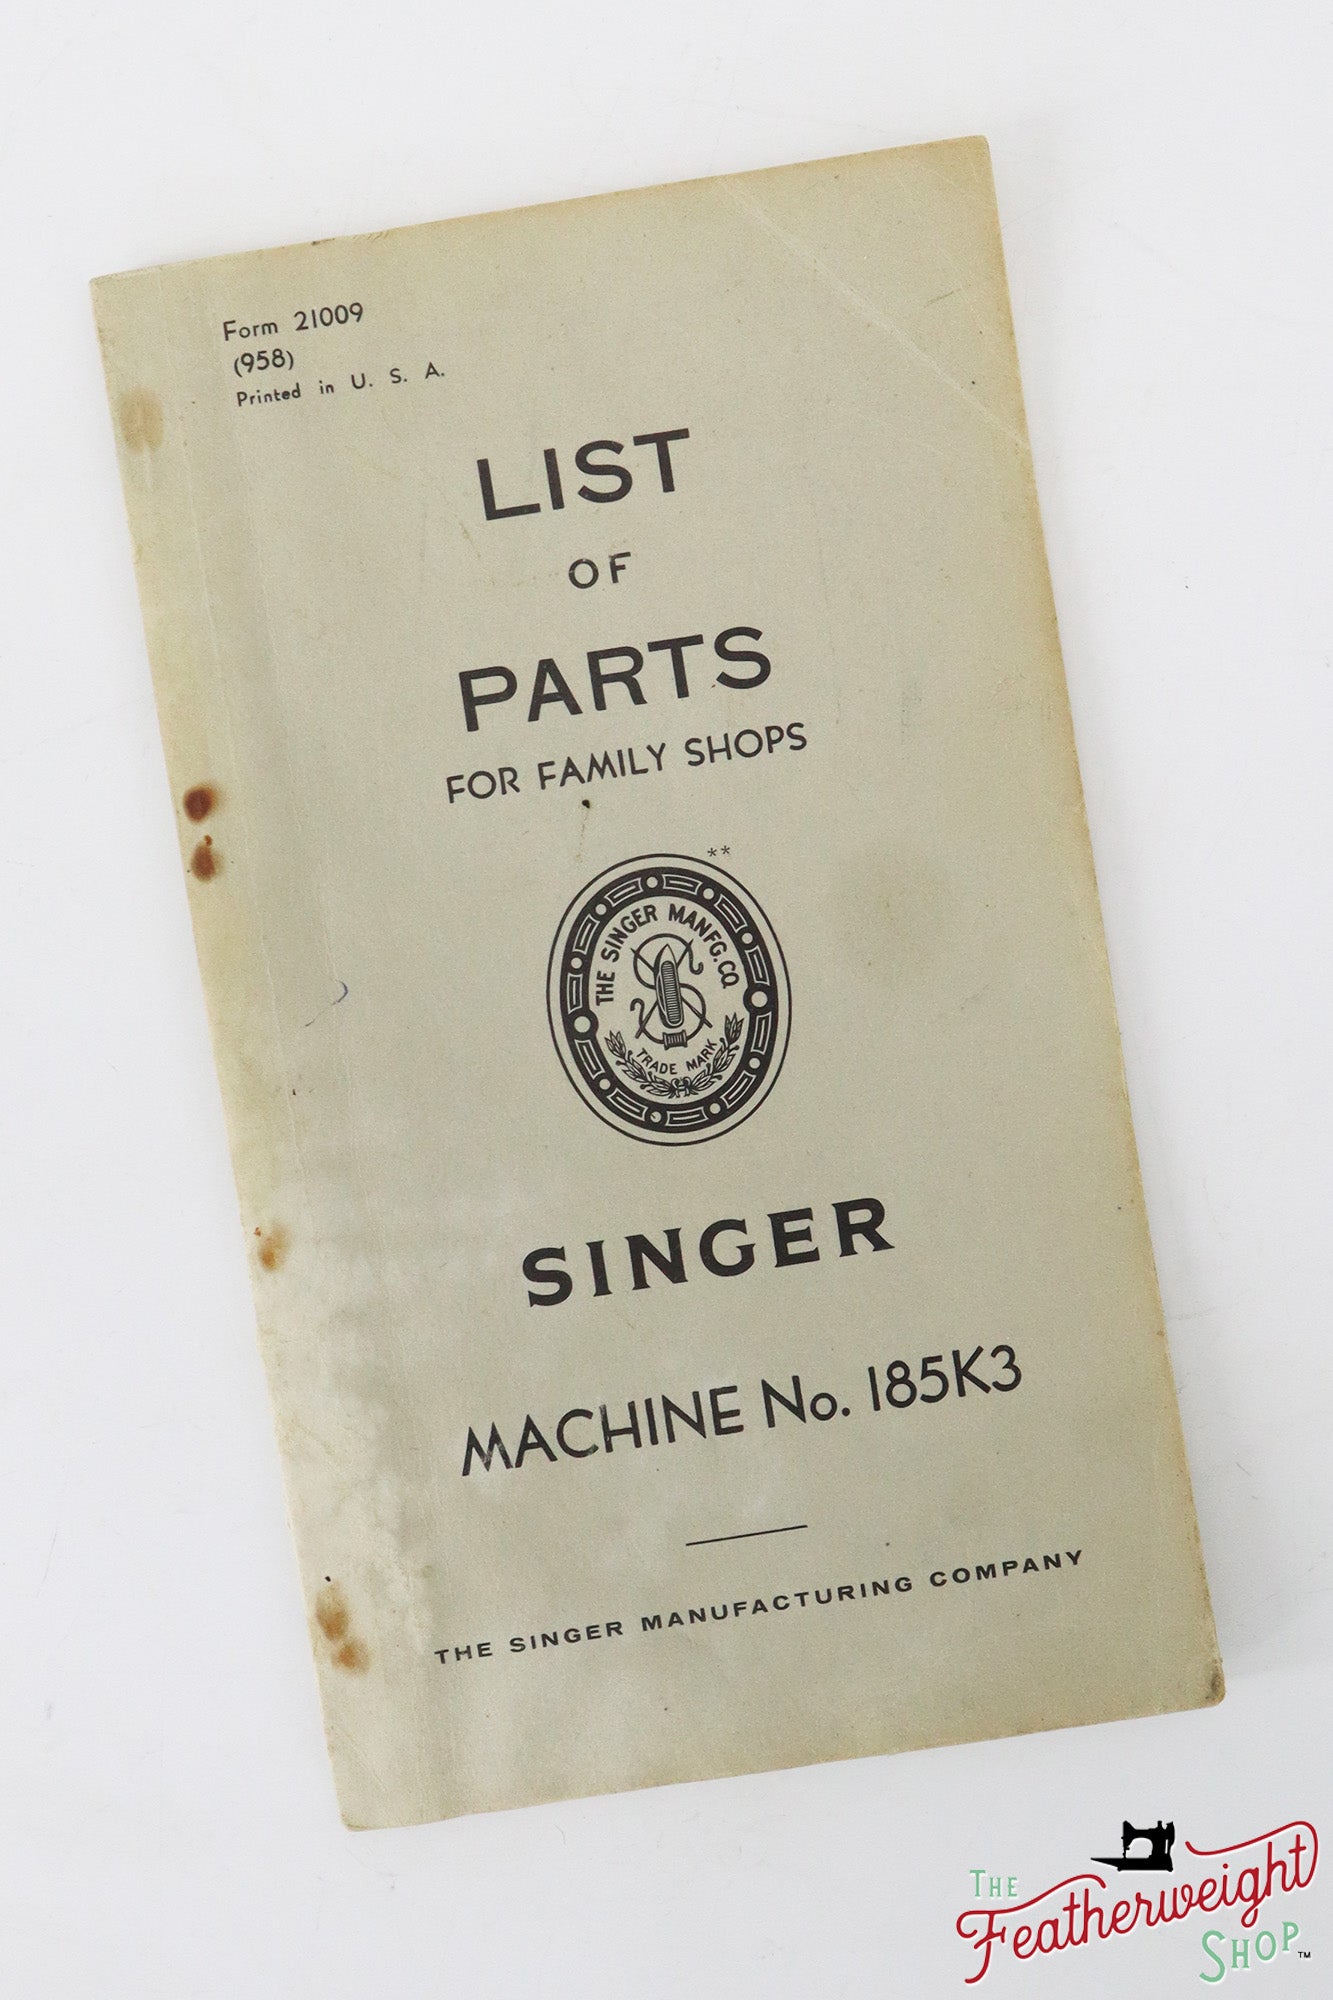 Form 21009
(958)
Printed in U. S. A.
LIST
OF
PARTS
FOR FAMILY SHOPS
**
THE SINGER MANFG. CO.
TRADE MARK
SINGER
MACHINE No. 185K3
THE SINGER MANUFACTURING COMPANY
THE
Featherweight
SHOP™